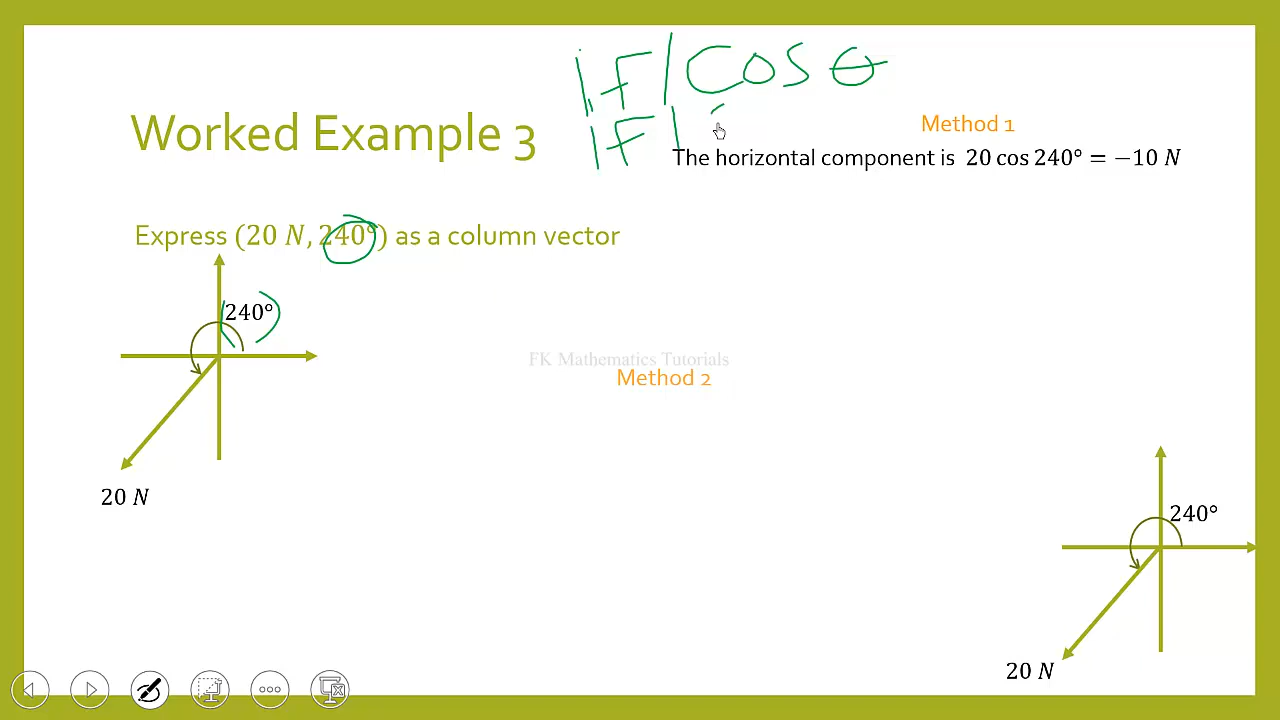 |F| Cos θ
|F|
Worked Example 3
Method 1
The horizontal component is 20 cos 240° = −10 N
Express (20 N, 240°) as a column vector
240°
FK Mathematics Tutorials
Method 2
20 N
240°
20 N